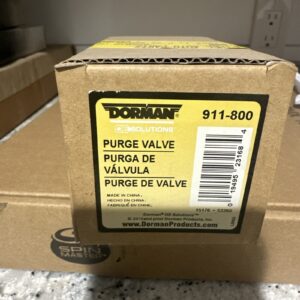 DORMAN
OE SOLUTIONS
911-800
PURGE VALVE
PURGA DE
VÁLVULA
PURGE DE VALVE
MADE IN CHINA.
HECHO EN CHINA.
FABRIQUÉ EN CHINE.
www.DormanProducts.com
SPIN
MASTER